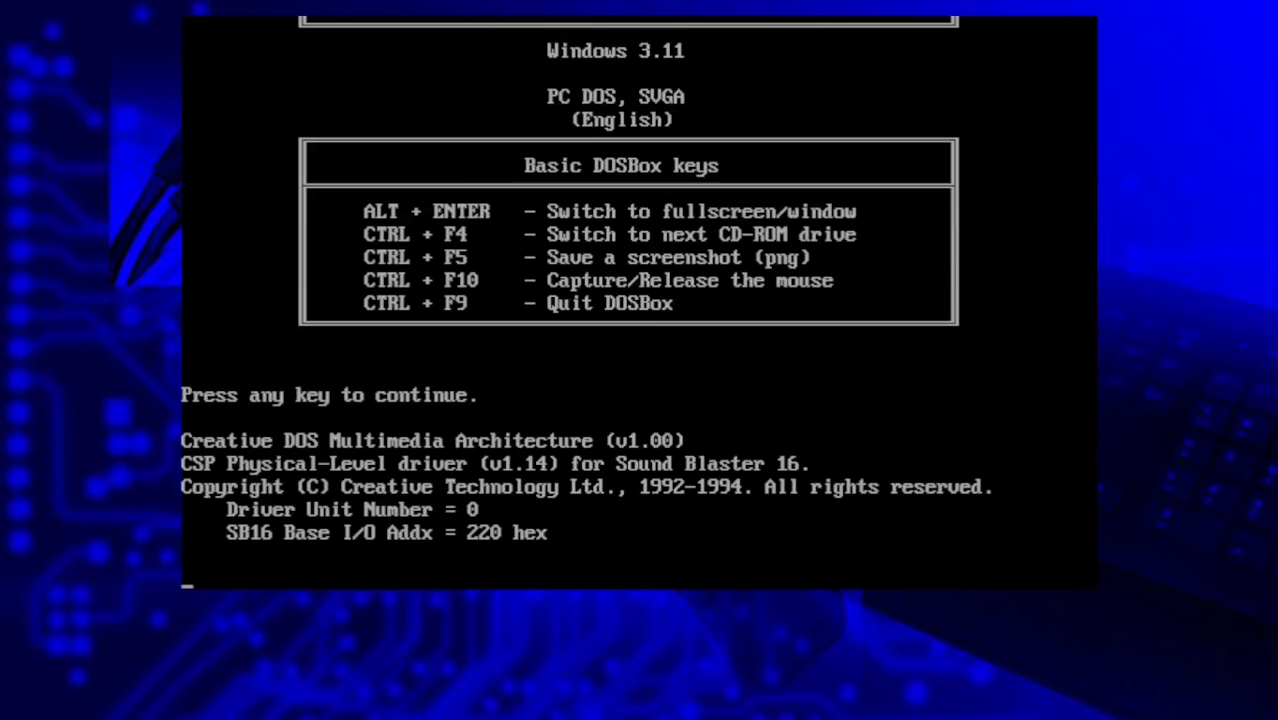 Windows 3.11
PC DOS, SVGA
(English)
Basic DOSBox keys
ALT + ENTER - Switch to fullscreen/window
CTRL + F4 - Switch to next CD-ROM drive
CTRL + F5 - Save a screenshot (png)
CTRL + F10 - Capture/Release the mouse
CTRL + F9 - Quit DOSBox
Press any key to continue.
Creative DOS Multimedia Architecture (v1.00)
CSP Physical-Level driver (v1.14) for Sound Blaster 16.
Copyright (C) Creative Technology Ltd., 1992-1994. All rights reserved.
Driver Unit Number = 0
SB16 Base I/O Addx = 220 hex